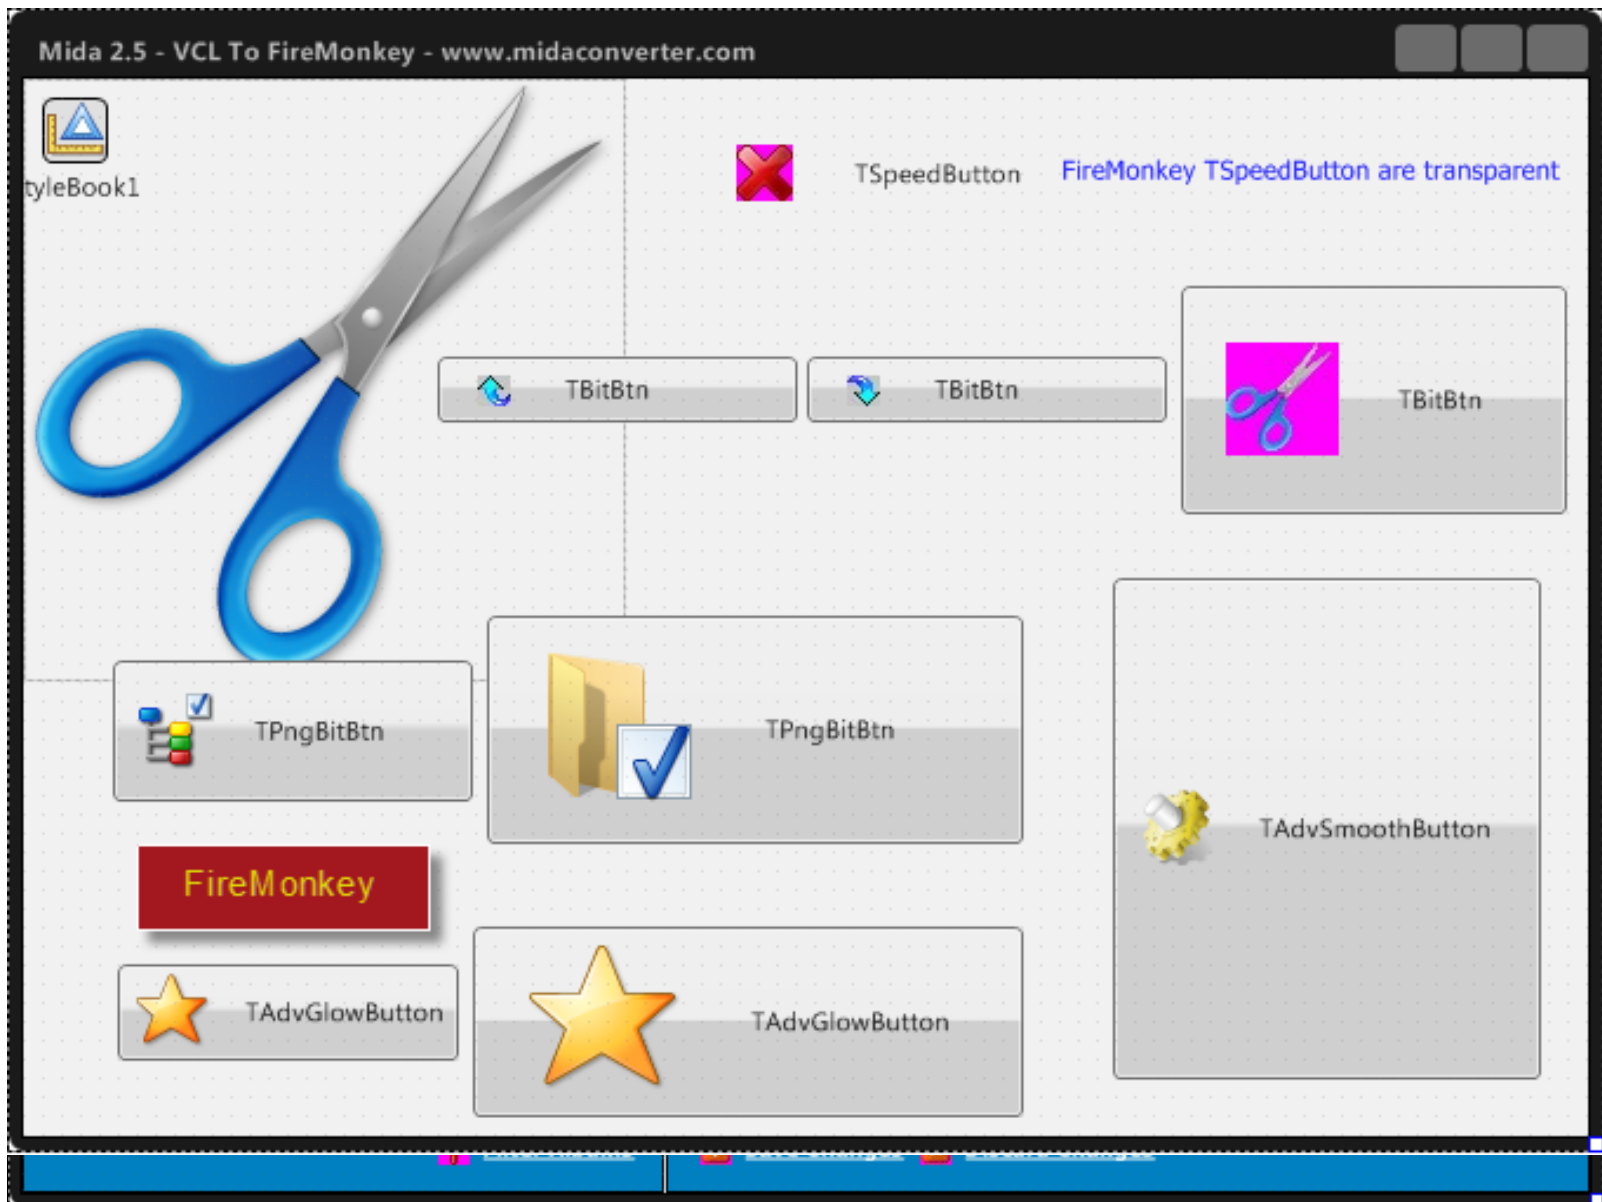 Mida 2.5 - VCL To FireMonkey - www.midaconverter.com
tyleBook1
TSpeedButton
FireMonkey TSpeedButton are transparent
TBitBtn
TBitBtn
TBitBtn
TPngBitBtn
TPngBitBtn
TAdvSmoothButton
FireMonkey
TAdvGlowButton
TAdvGlowButton